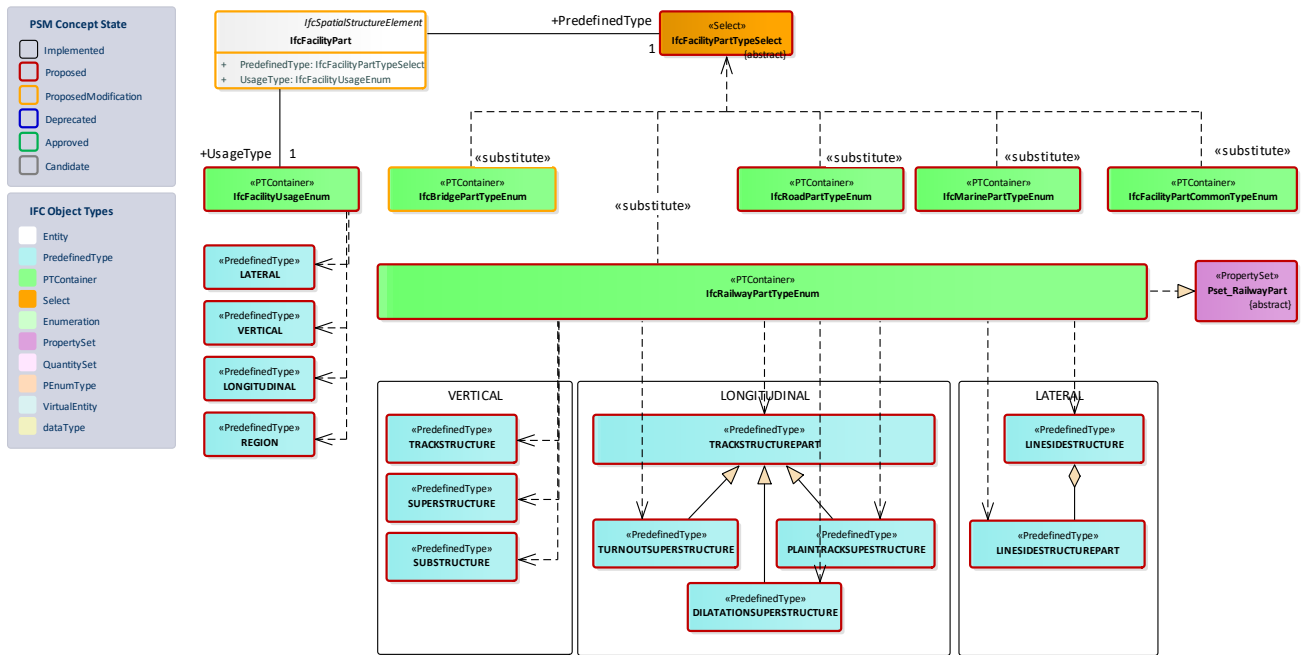 PSM Concept State
Implemented
Proposed
ProposedModification
Deprecated
Approved
Candidate
IFC Object Types
Entity
PredefinedType
PTContainer
Select
Enumeration
PropertySet
QuantitySet
PEnumType
VirtualEntity
dataType
IfcSpatialStructureElement
IfcFacilityPart
+ PredefinedType: IfcFacilityPartTypeSelect
+ UsageType: IfcFacilityUsageEnum
+PredefinedType
1
«Select»
IfcFacilityPartTypeSelect
{abstract}
+UsageType 1
«substitute»
«substitute»
«substitute»
«substitute»
«substitute»
«PTContainer»
IfcFacilityUsageEnum
«PTContainer»
IfcBridgePartTypeEnum
«PTContainer»
IfcRoadPartTypeEnum
«PTContainer»
IfcMarinePartTypeEnum
«PTContainer»
IfcFacilityPartCommonTypeEnum
«PredefinedType»
LATERAL
«PredefinedType»
VERTICAL
«PredefinedType»
LONGITUDINAL
«PredefinedType»
REGION
«PTContainer»
IfcRailwayPartTypeEnum
«PropertySet»
Pset_RailwayPart
{abstract}
VERTICAL
«PredefinedType»
TRACKSTRUCTURE
«PredefinedType»
SUPERSTRUCTURE
«PredefinedType»
SUBSTRUCTURE
LONGITUDINAL
«PredefinedType»
TRACKSTRUCTUREPART
«PredefinedType»
TURNOUTSUPERSTRUCTURE
«PredefinedType»
PLAINTRACKSUPESTRUCTURE
«PredefinedType»
DILATATIONSUPERSTRUCTURE
LATERAL
«PredefinedType»
LINESIDESTRUCTURE
«PredefinedType»
LINESIDESTRUCTUREPART